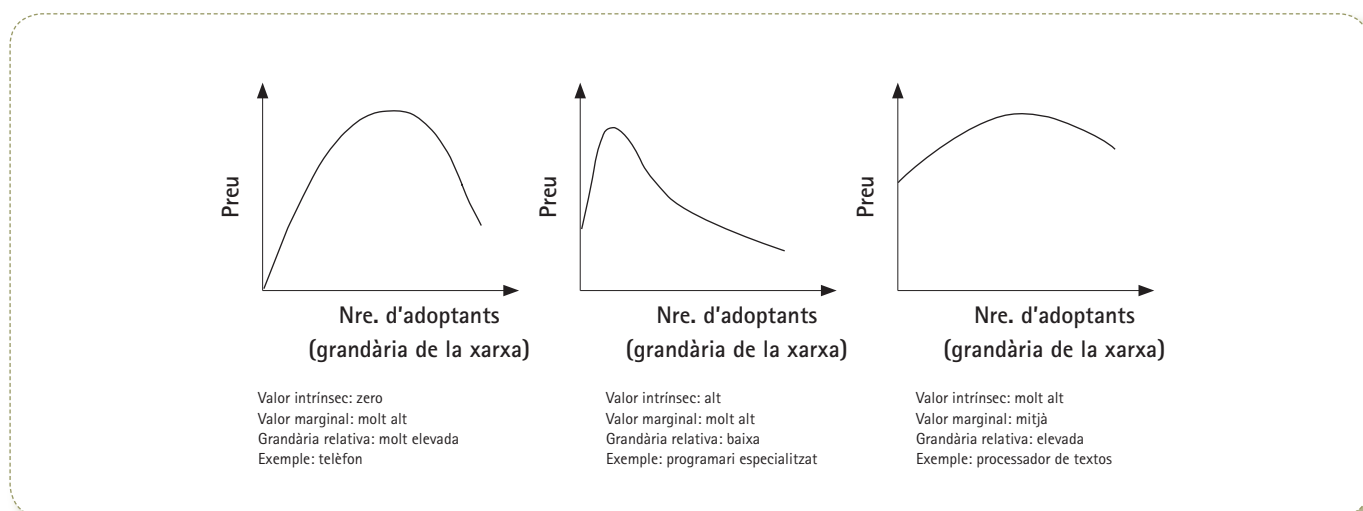 Preu
Nre. d'adoptants
(grandària de la xarxa)
Valor intrínsec: zero
Valor marginal: molt alt
Grandària relativa: molt elevada
Exemple: telèfon
Preu
Nre. d'adoptants
(grandària de la xarxa)
Valor intrínsec: alt
Valor marginal: molt alt
Grandària relativa: baixa
Exemple: programari especialitzat
Preu
Nre. d'adoptants
(grandària de la xarxa)
Valor intrínsec: molt alt
Valor marginal: mitjà
Grandària relativa: elevada
Exemple: processador de textos